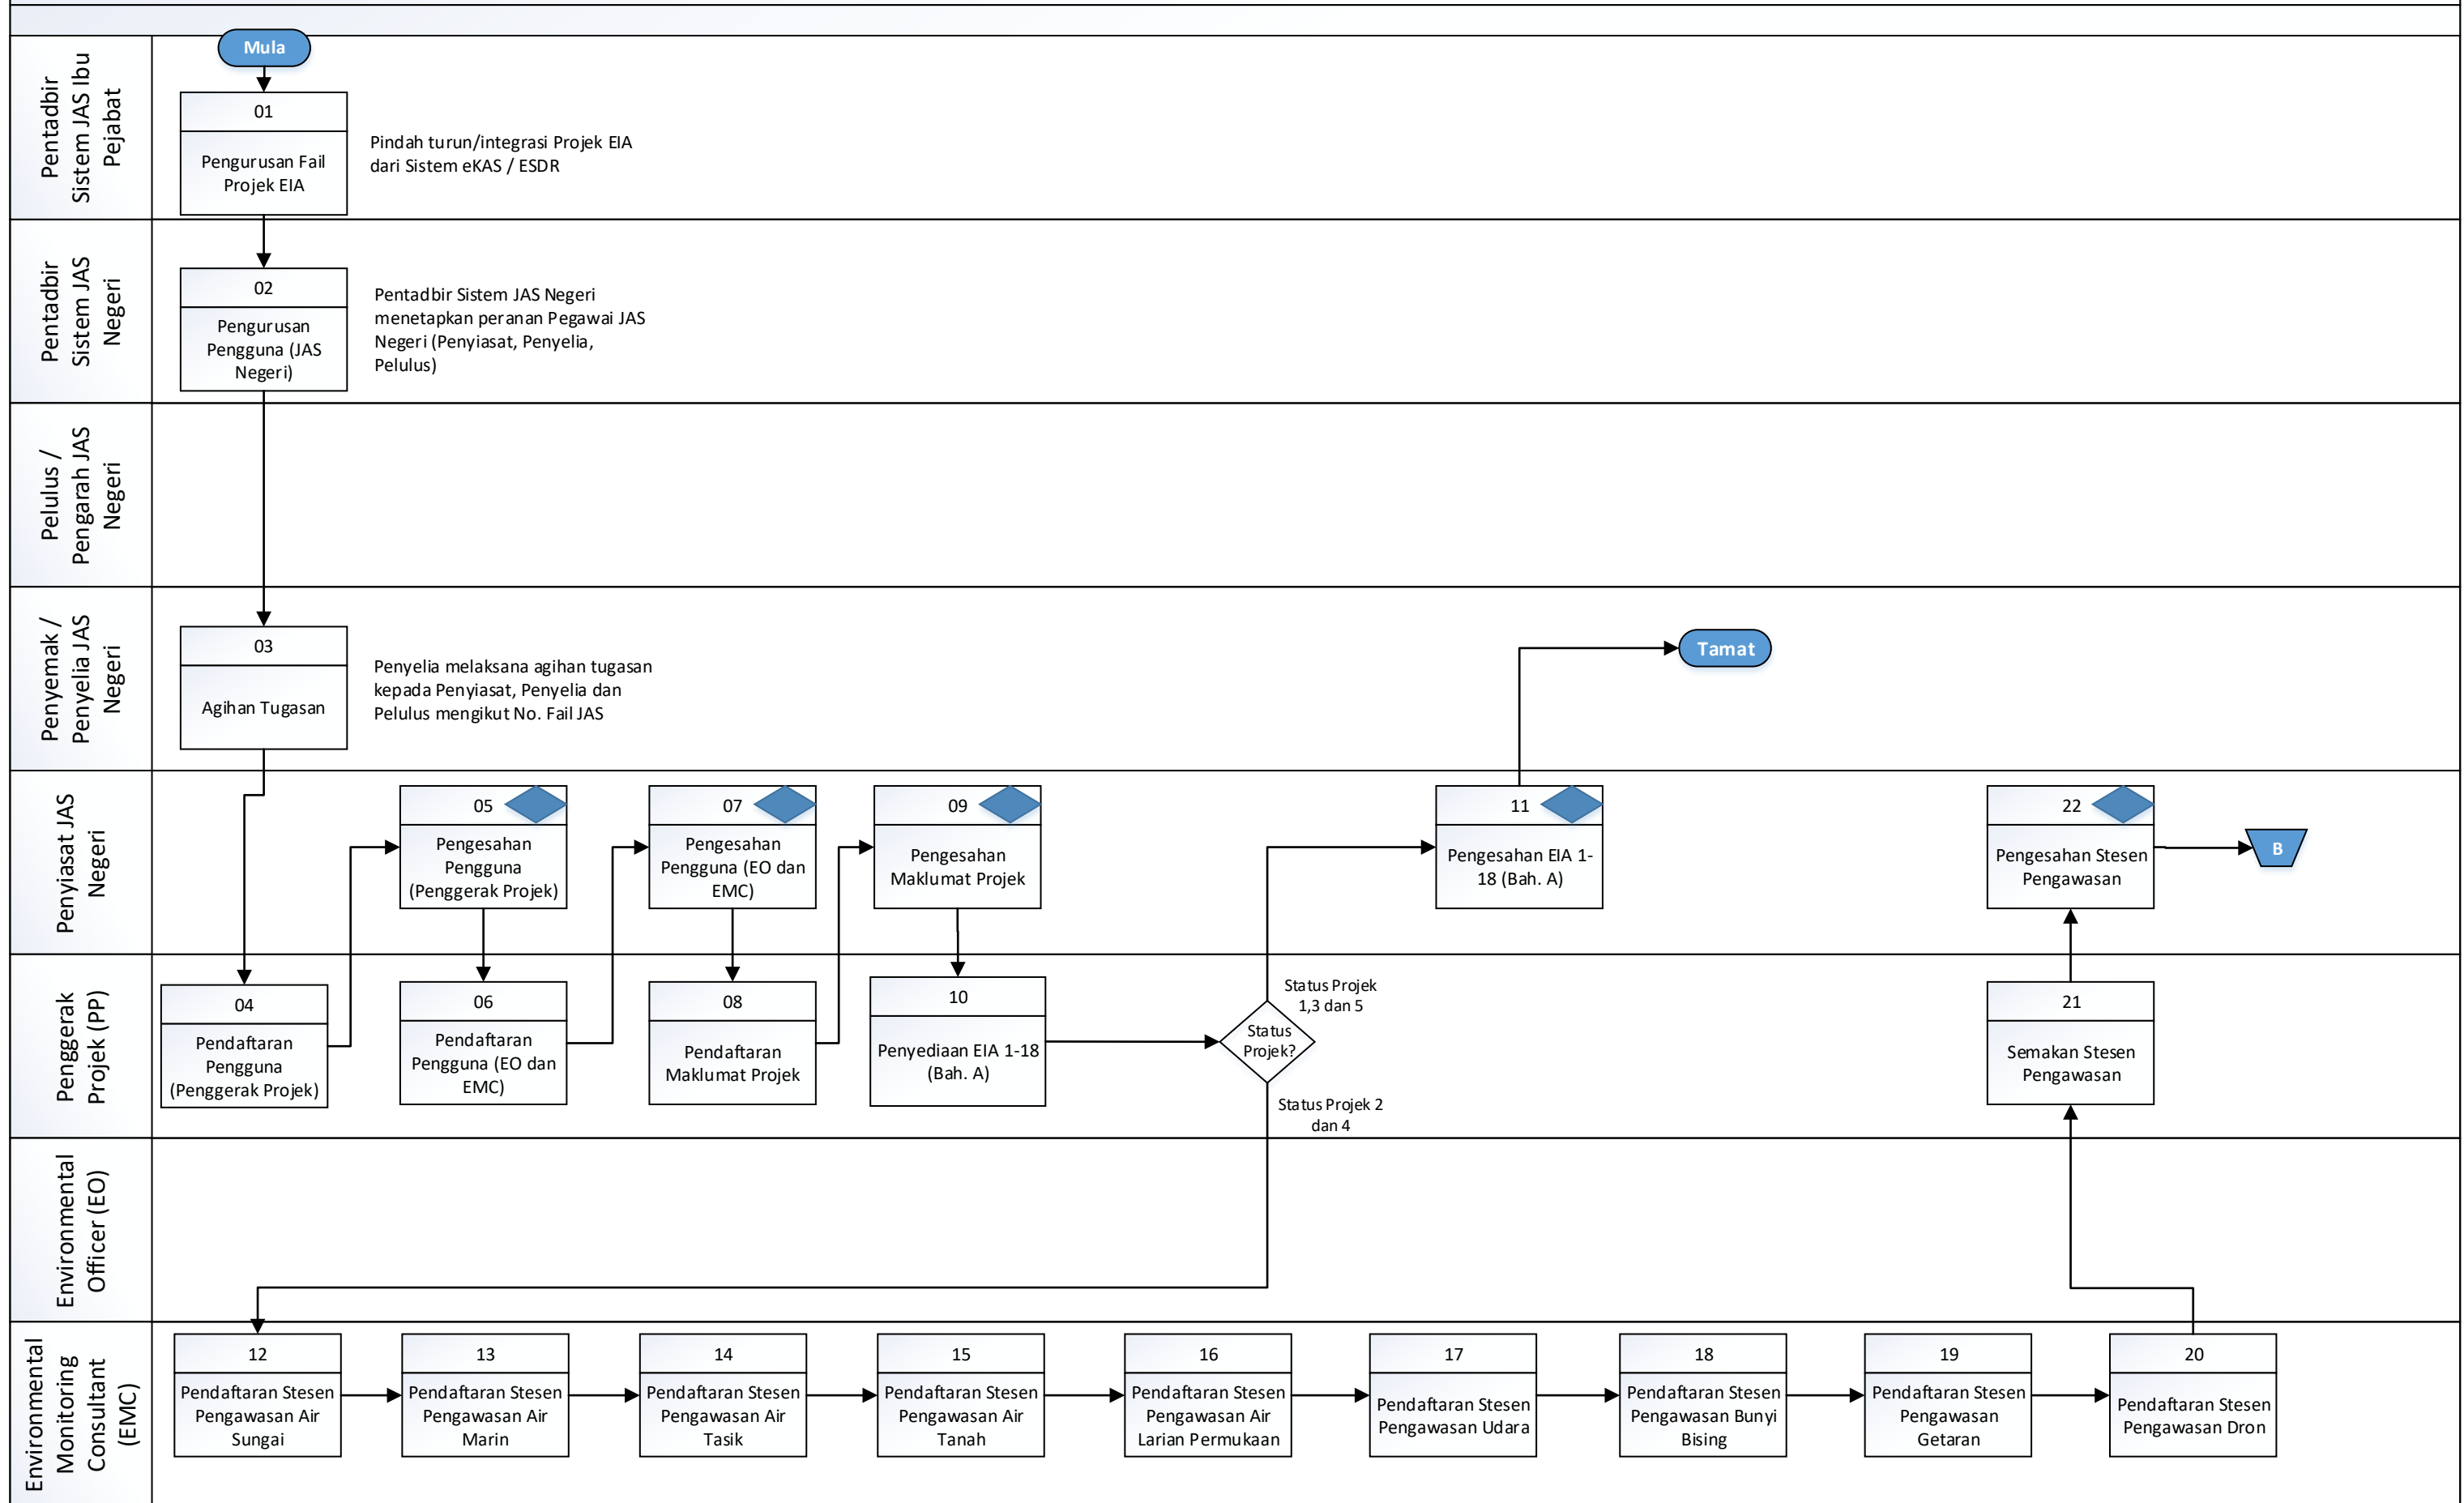 Mula
Pentadbir
Sistem JAS Ibu
Pejabat
01
Pengurusan Fail
Projek EIA
Pindah turun/integrasi Projek EIA
dari Sistem eKAS / ESDR
Pentadbir
Sistem JAS
Negeri
02
Pengurusan
Pengguna (JAS
Negeri)
Pentadbir Sistem JAS Negeri
menetapkan peranan Pegawai JAS
Negeri (Penyiasat, Penyelia,
Pelulus)
Pelulus /
Pengarah JAS
Negeri
Penyemak /
Penyelia JAS
Negeri
03
Agihan Tugasan
Penyelia melaksana agihan tugasan
kepada Penyiasat, Penyelia dan
Pelulus mengikut No. Fail JAS
Tamat
Penyiasat JAS
Negeri
05
Pengesahan
Pengguna
(Penggerak Projek)
07
Pengesahan
Pengguna (EO dan
EMC)
09
Pengesahan
Maklumat Projek
11
Pengesahan EIA 1-
18 (Bah. A)
22
Pengesahan Stesen
Pengawasan
B
Penggerak
Projek (PP)
04
Pendaftaran
Pengguna
(Penggerak Projek)
06
Pendaftaran
Pengguna (EO dan
EMC)
08
Pendaftaran
Maklumat Projek
10
Penyediaan EIA 1-18
(Bah. A)
Status
Projek?
Status Projek
1,3 dan 5
Status Projek 2
dan 4
21
Semakan Stesen
Pengawasan
Environmental
Officer (EO)
Environmental
Monitoring
Consultant
(EMC)
12
Pendaftaran Stesen
Pengawasan Air
Sungai
13
Pendaftaran Stesen
Pengawasan Air
Marin
14
Pendaftaran Stesen
Pengawasan Air
Tasik
15
Pendaftaran Stesen
Pengawasan Air
Tanah
16
Pendaftaran Stesen
Pengawasan Air
Larian Permukaan
17
Pendaftaran Stesen
Pengawasan Udara
18
Pendaftaran Stesen
Pengawasan Bunyi
Bising
19
Pendaftaran Stesen
Pengawasan
Getaran
20
Pendaftaran Stesen
Pengawasan Dron